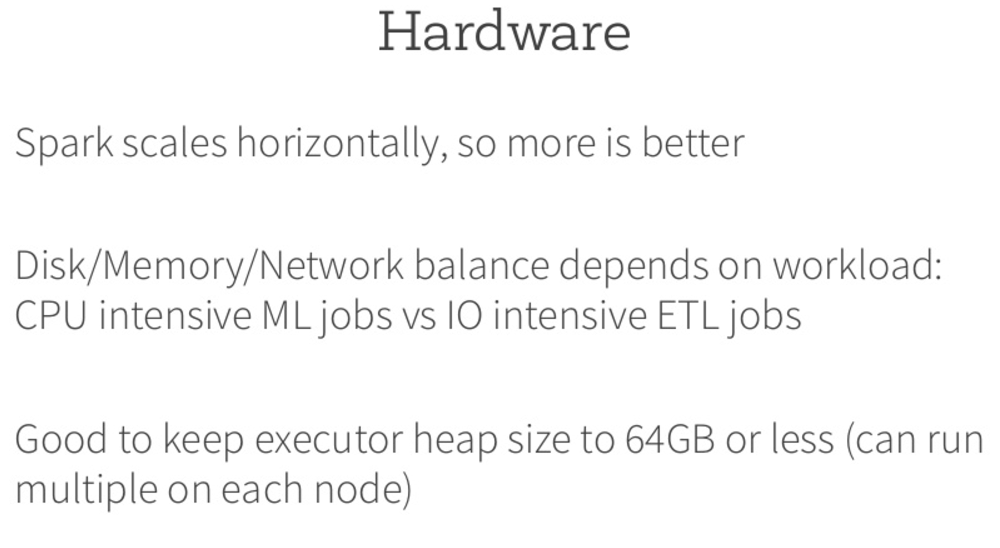 Hardware
Spark scales horizontally, so more is better
Disk/Memory/Network balance depends on workload:
CPU intensive ML jobs vs IO intensive ETL jobs
Good to keep executor heap size to 64GB or less (can run
multiple on each node)